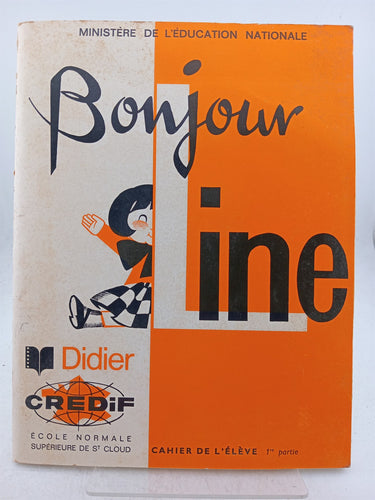 MINISTÈRE DE L'ÉDUCATION NATIONALE
Bonjour
Line
Didier
CREDIF
ÉCOLE NORMALE
SUPÉRIEURE DE ST CLOUD
CAHIER DE L'ÉLÈVE 1re partie